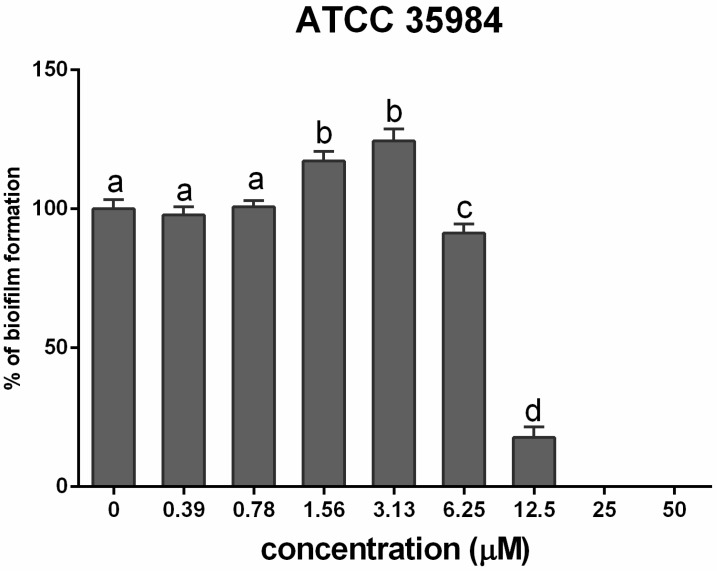 ATCC 35984
150
b
b
a
a
a
100
c
% of bioifilm formation
50
d
0
0 0.39 0.78 1.56 3.13 6.25 12.5 25 50
concentration (μM)